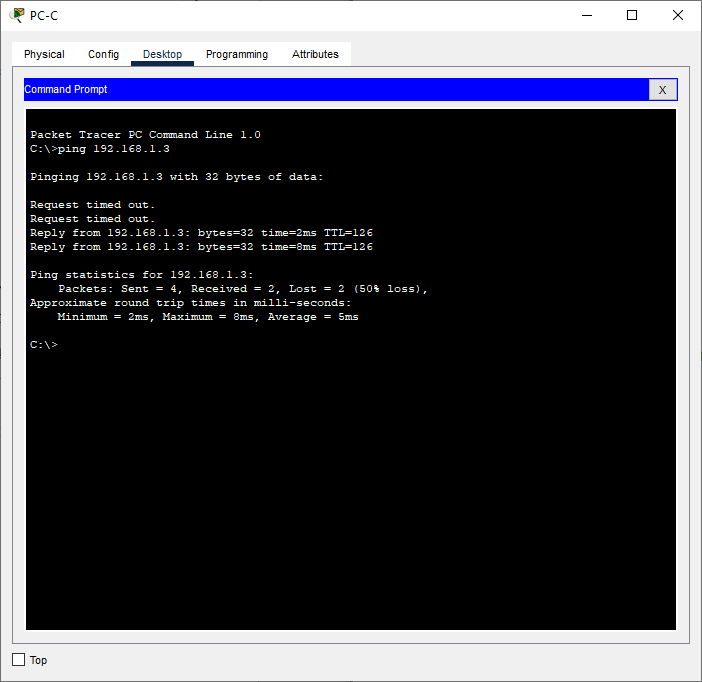 PC-C
Physical Config Desktop Programming Attributes
Command Prompt X
Packet Tracer PC Command Line 1.0
C:\>ping 192.168.1.3
Pinging 192.168.1.3 with 32 bytes of data:
Request timed out.
Request timed out.
Reply from 192.168.1.3: bytes=32 time=2ms TTL=126
Reply from 192.168.1.3: bytes=32 time=8ms TTL=126
Ping statistics for 192.168.1.3:
Packets: Sent = 4, Received = 2, Lost = 2 (50% loss),
Approximate round trip times in milli-seconds:
Minimum = 2ms, Maximum = 8ms, Average = 5ms
C:\>
Top